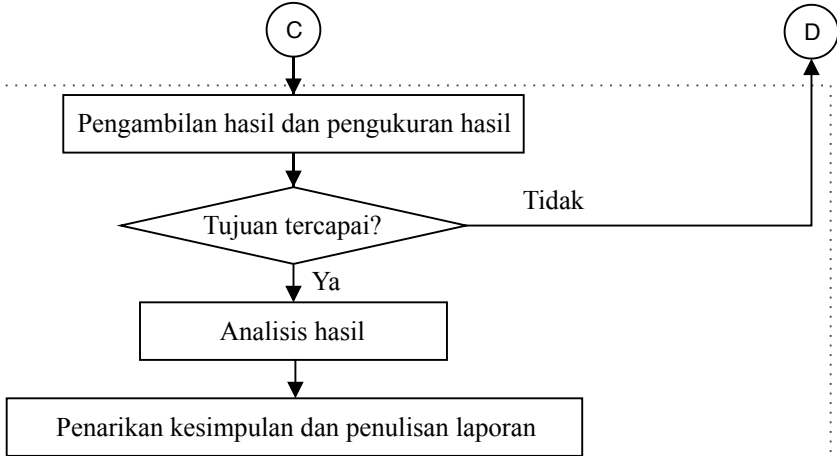 C
D
Pengambilan hasil dan pengukuran hasil
Tidak
Tujuan tercapai?
Ya
Analisis hasil
Penarikan kesimpulan dan penulisan laporan